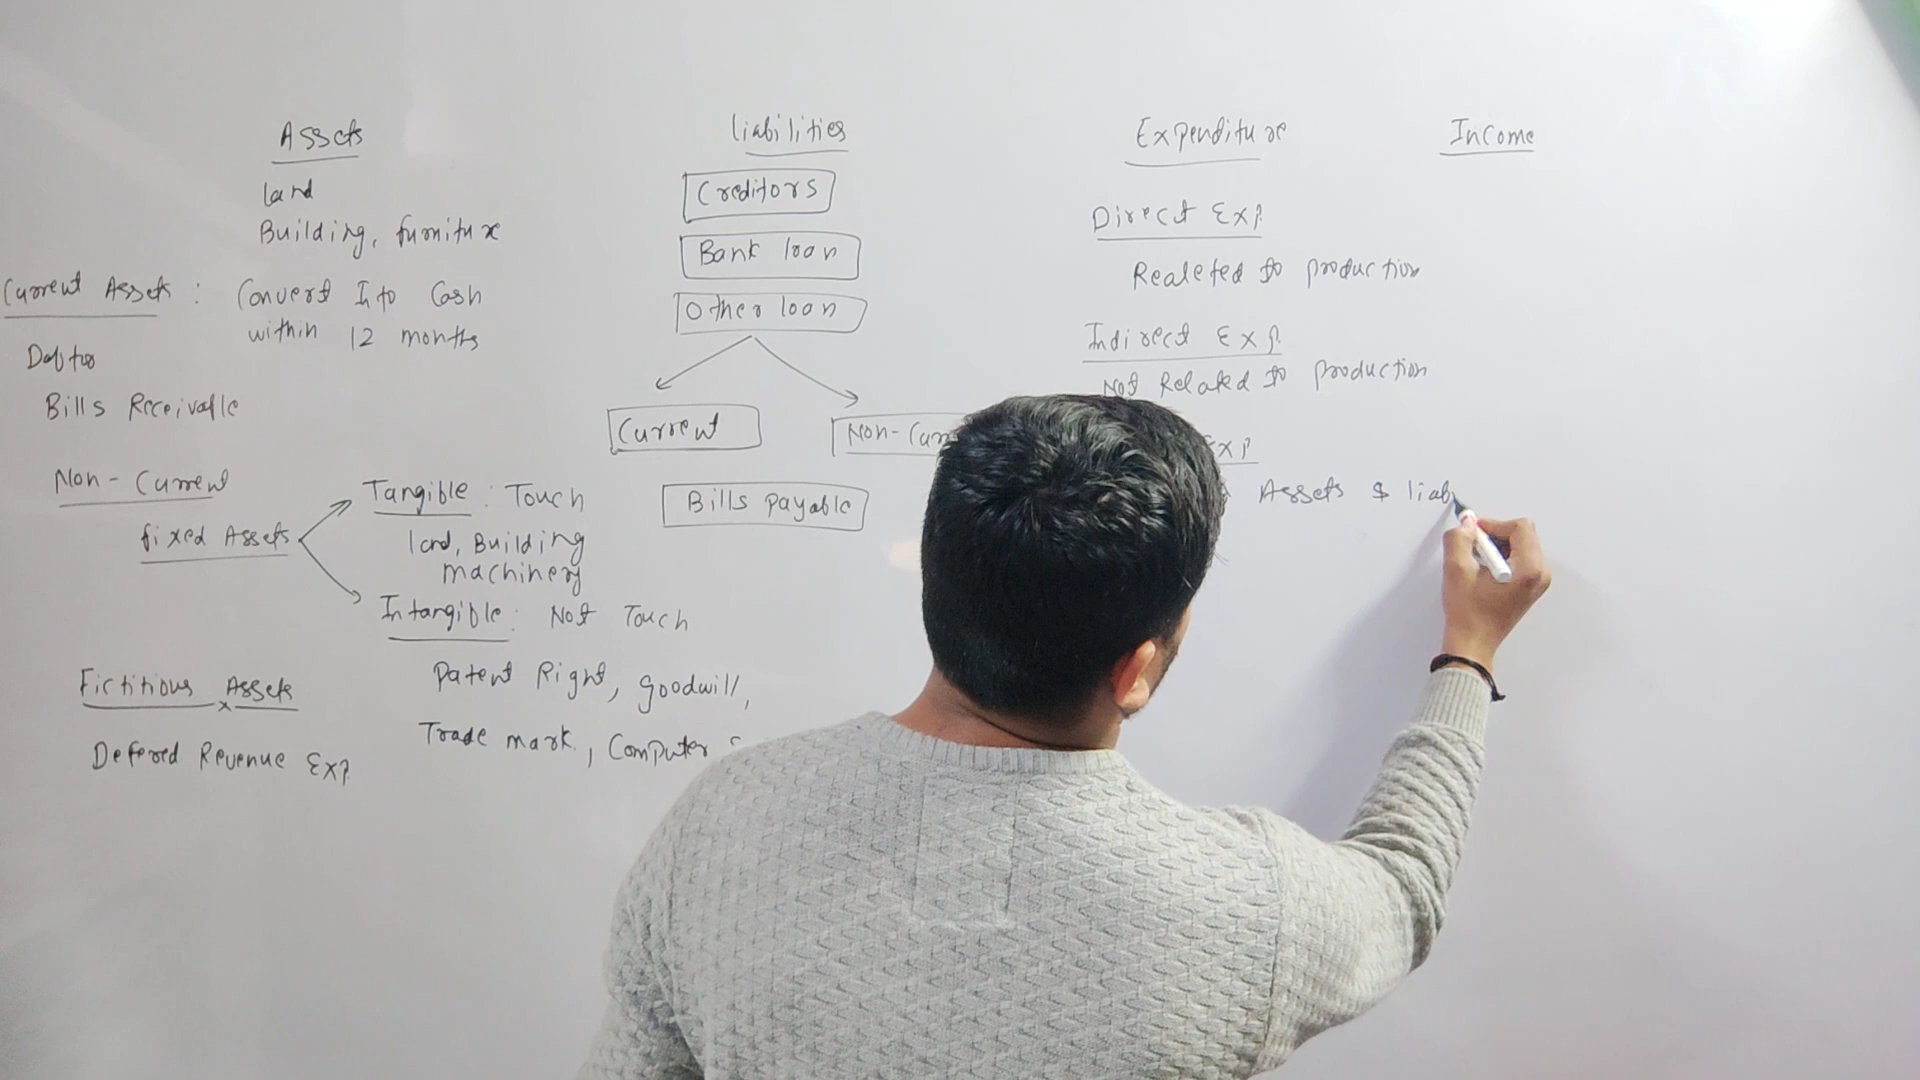 Assets
Land
Building, furniture
Current Assets : Convert Into Cash
within 12 months
Bills Receivable
Non - Current
fixed Assets
Tangible : Touch
land, Building
machinery
Intangible : Not Touch
Patent Right, Goodwill,
Trade mark, Computer
Fictitious Assets
Defered Revenue Exp.
Liabilities
Creditors
Bank loan
Other loan
Current
Non-Curr
Bills payable
Expenditure
Direct Exp.
Realeted to production
Indirect Exp.
Not Related to production
Assets & liab
Income